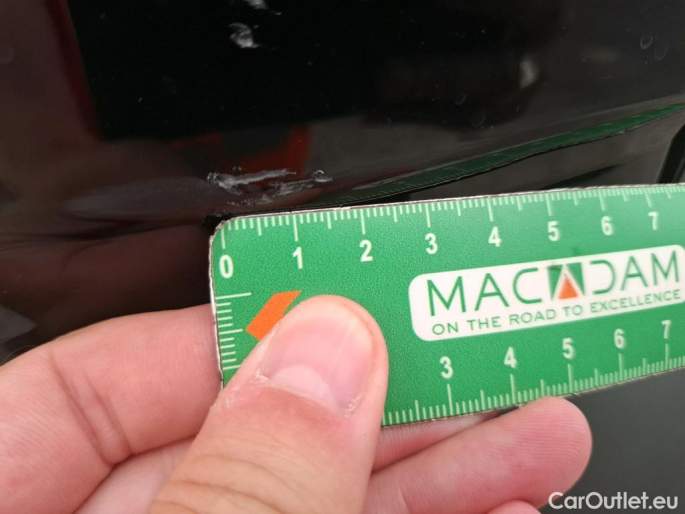 0 1 2 3 4 5 6 7
MACADAM
ON THE ROAD TO EXCELLENCE
3 4 5 6 7
CarOutlet.eu